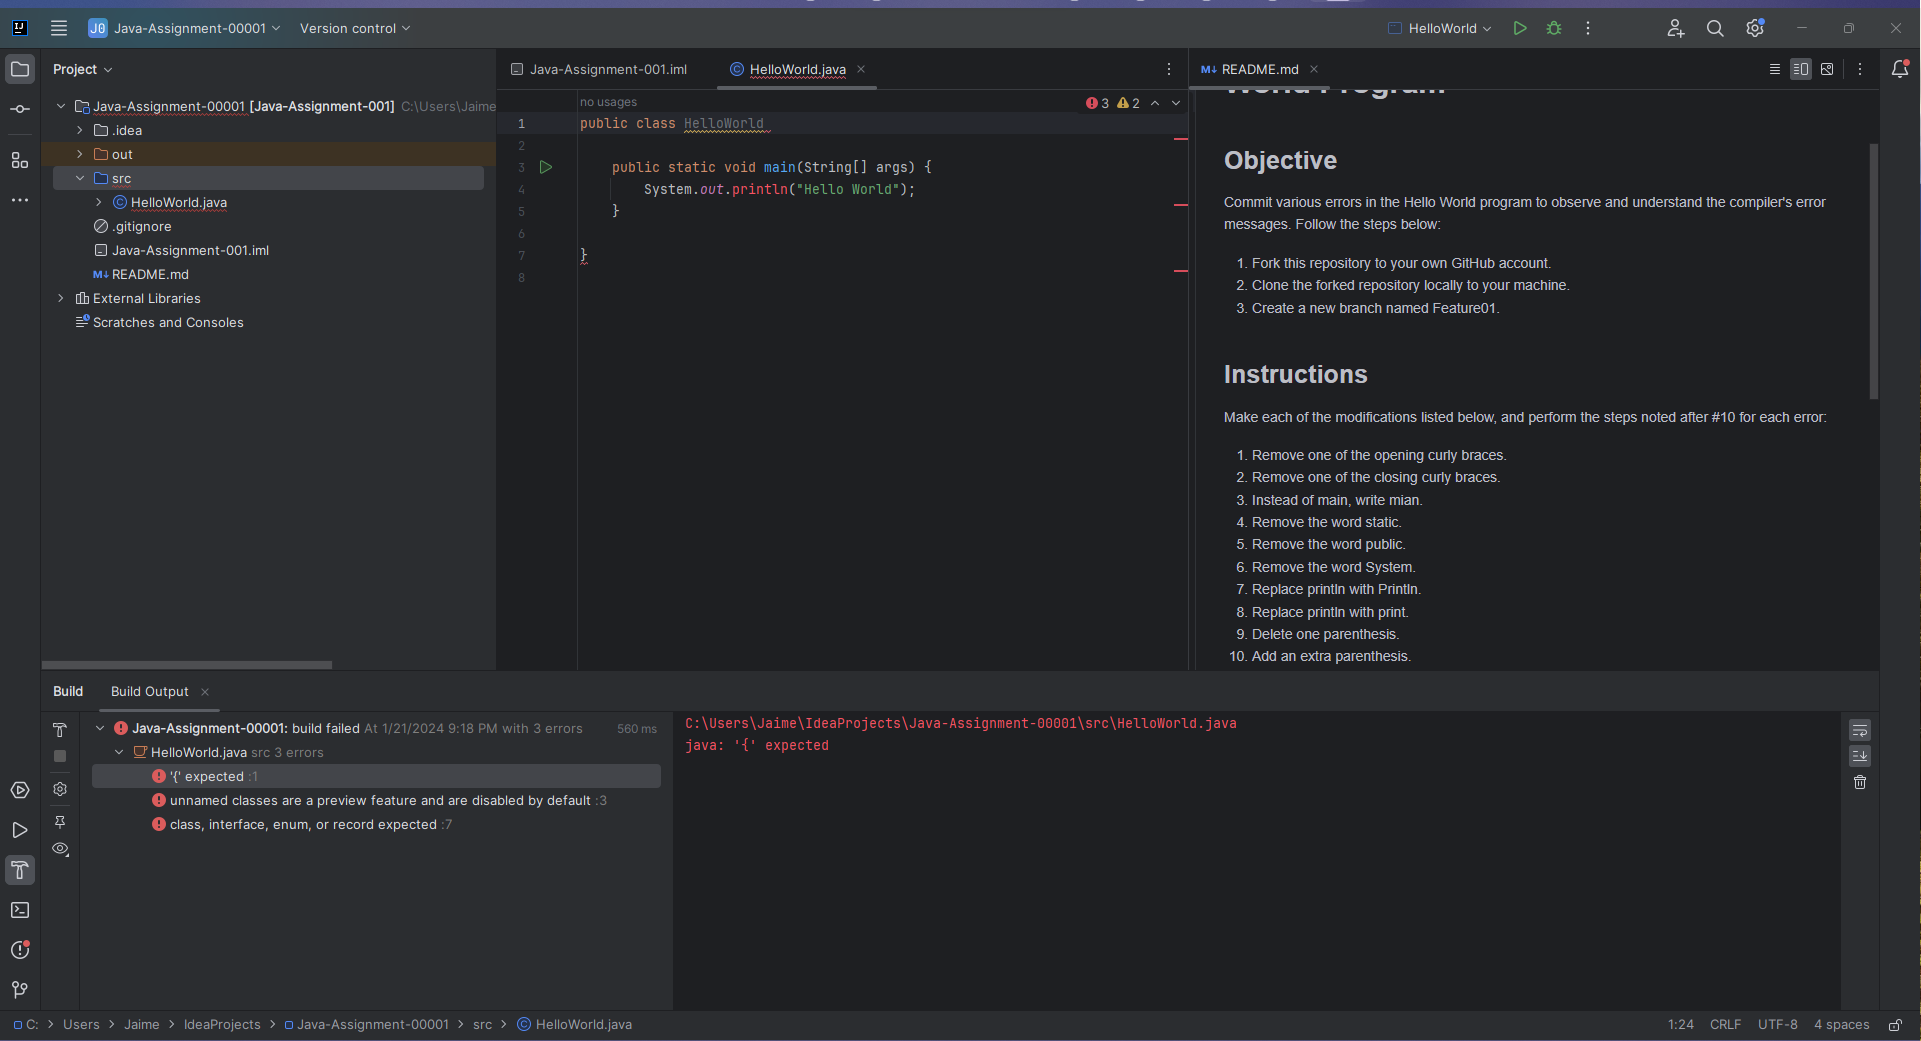 J0 Java-Assignment-00001 Version control HelloWorld
Project
Java-Assignment-00001 [Java-Assignment-001] C:\Users\Jaime
.idea
out
src
HelloWorld.java
.gitignore
Java-Assignment-001.iml
M↓ README.md
External Libraries
Scratches and Consoles
Java-Assignment-001.iml HelloWorld.java
no usages
3 2
1 public class HelloWorld
2
3 public static void main(String[] args) {
4 System.out.println("Hello World");
5 }
6
7 }
8
M↓ README.md
World Program
Objective
Commit various errors in the Hello World program to observe and understand the compiler's error
messages. Follow the steps below:
1. Fork this repository to your own GitHub account.
2. Clone the forked repository locally to your machine.
3. Create a new branch named Feature01.
Instructions
Make each of the modifications listed below, and perform the steps noted after #10 for each error:
1. Remove one of the opening curly braces.
2. Remove one of the closing curly braces.
3. Instead of main, write mian.
4. Remove the word static.
5. Remove the word public.
6. Remove the word System.
7. Replace println with Println.
8. Replace println with print.
9. Delete one parenthesis.
10. Add an extra parenthesis.
Build Build Output
Java-Assignment-00001: build failed At 1/21/2024 9:18 PM with 3 errors 560 ms
HelloWorld.java src 3 errors
'{' expected :1
unnamed classes are a preview feature and are disabled by default :3
class, interface, enum, or record expected :7
C:\Users\Jaime\IdeaProjects\Java-Assignment-00001\src\HelloWorld.java
java: '{' expected
C: > Users > Jaime > IdeaProjects > Java-Assignment-00001 > src > HelloWorld.java
1:24 CRLF UTF-8 4 spaces